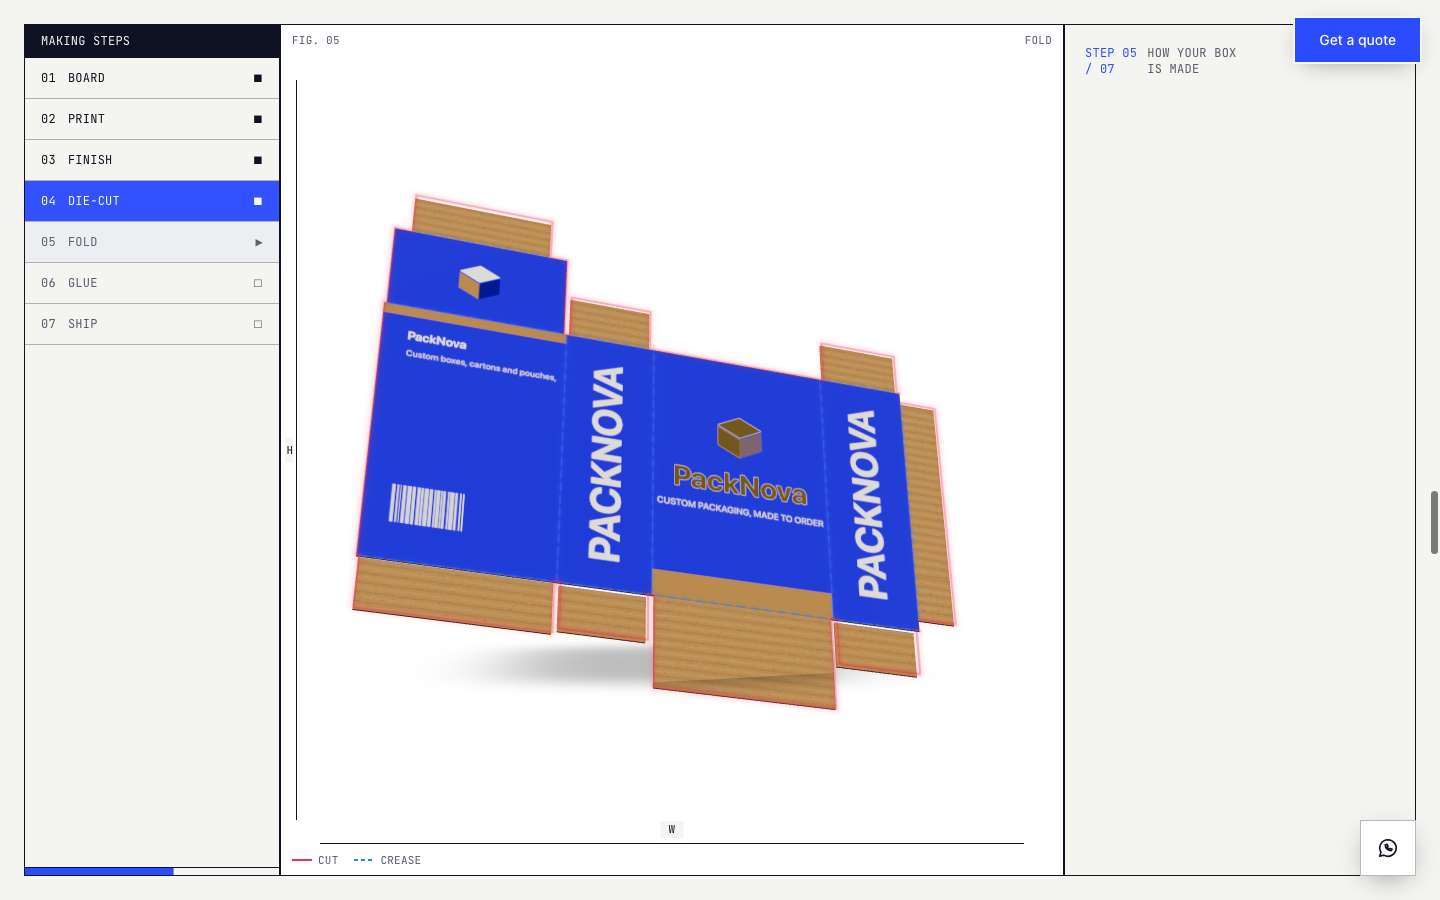 MAKING STEPS
01 BOARD
02 PRINT
03 FINISH
04 DIE-CUT
05 FOLD
06 GLUE
07 SHIP
FIG. 05
FOLD
H
PackNova
Custom boxes, cartons and pouches,
PACKNOVA
PackNova
CUSTOM PACKAGING, MADE TO ORDER
PACKNOVA
W
CUT
CREASE
STEP 05 / 07
HOW YOUR BOX
IS MADE
Get a quote